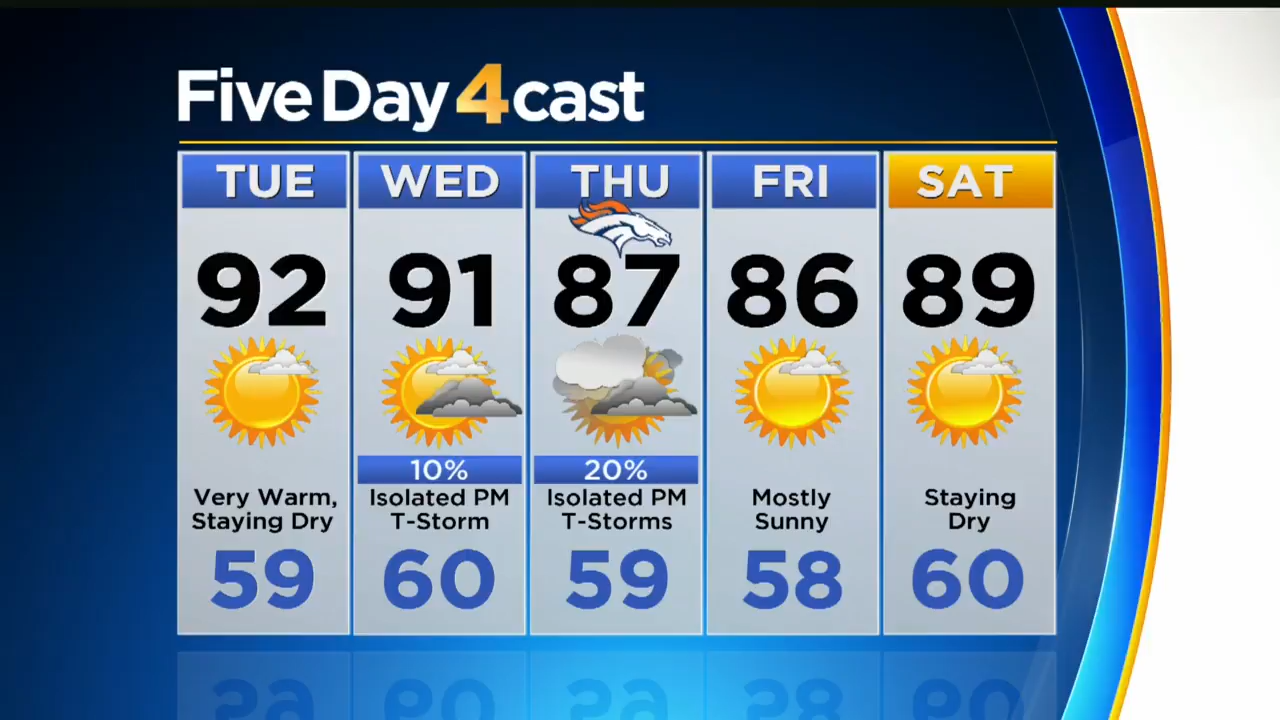 Five Day 4cast
TUE WED THU FRI SAT
92 91 87 86 89
10% 20%
Very Warm, Isolated PM Isolated PM Mostly Staying
Staying Dry T-Storm T-Storms Sunny Dry
59 60 59 58 60